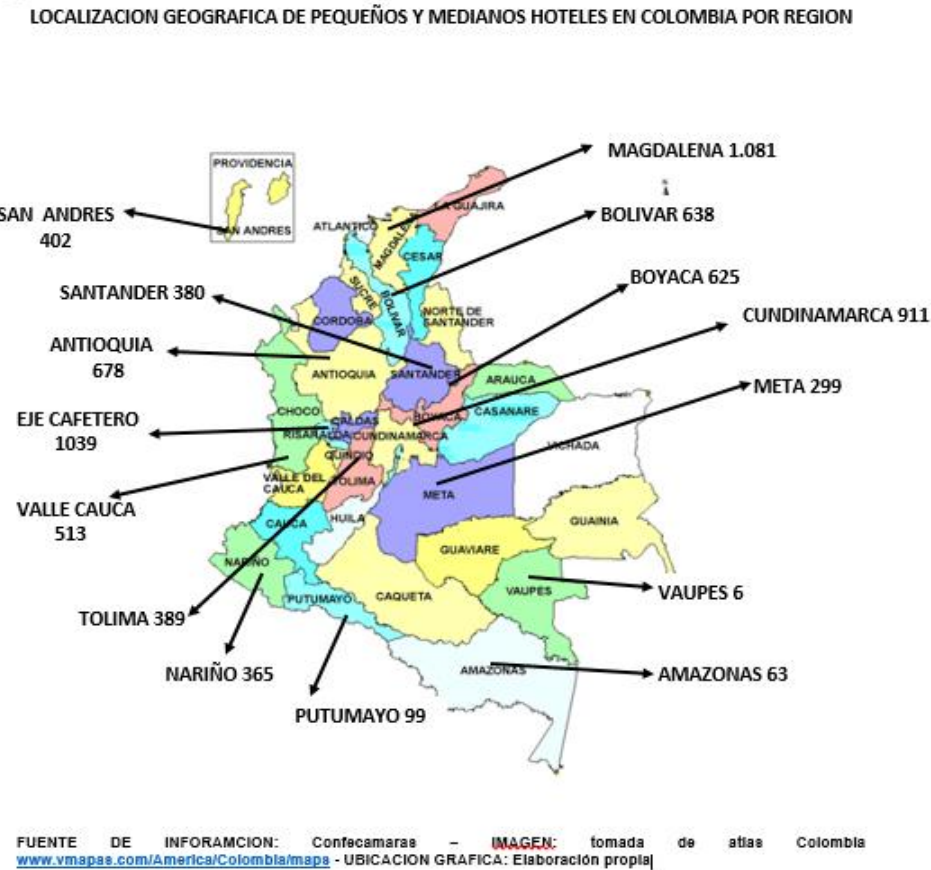 LOCALIZACION GEOGRAFICA DE PEQUEÑOS Y MEDIANOS HOTELES EN COLOMBIA POR REGION
MAGDALENA 1.081
PROVIDENCIA
SAN ANDRES
SAN ANDRES
402
LA GUAJIRA
ATLANTICO
MAGDALENA
CESAR
BOLIVAR 638
SANTANDER 380
SUCRE
BOLIVAR
CORDOBA
NORTE DE
SANTANDER
BOYACA 625
CUNDINAMARCA 911
ANTIOQUIA
678
ANTIOQUIA
SANTANDER
ARAUCA
META 299
EJE CAFETERO
1039
CHOCO
CALDAS
BOYACA
CASANARE
RISARALDA
CUNDINAMARCA
VICHADA
QUINDIO
VALLE CAUCA
513
VALLE DEL
CAUCA
TOLIMA
META
CAUCA
HUILA
GUAINIA
NARIÑO
GUAVIARE
PUTUMAYO
CAQUETA
VAUPES
VAUPES 6
TOLIMA 389
NARIÑO 365
AMAZONAS
AMAZONAS 63
PUTUMAYO 99
FUENTE DE INFORAMCION: Confecamaras – IMAGEN: tomada de atlas Colombia
www.vmapas.com/America/Colombia/maps - UBICACION GRAFICA: Elaboración propia